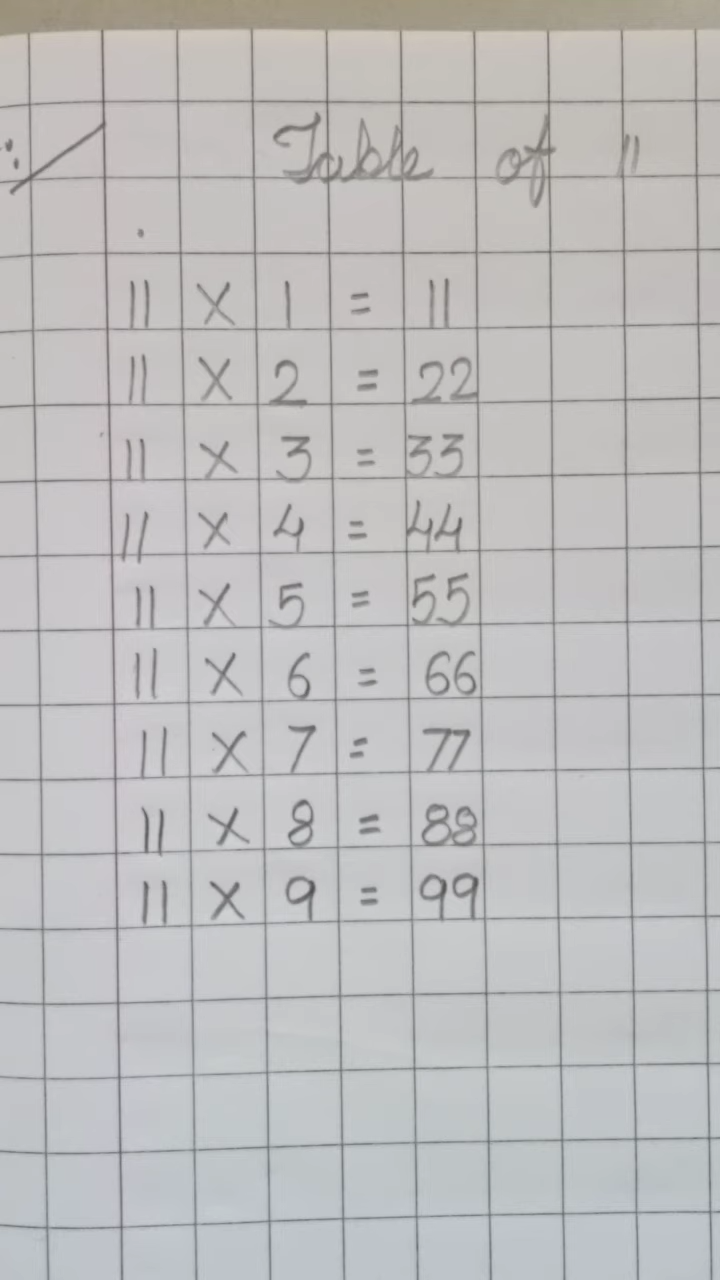 Table of 11
11 × 1 = 11
11 × 2 = 22
11 × 3 = 33
11 × 4 = 44
11 × 5 = 55
11 × 6 = 66
11 × 7 = 77
11 × 8 = 88
11 × 9 = 99